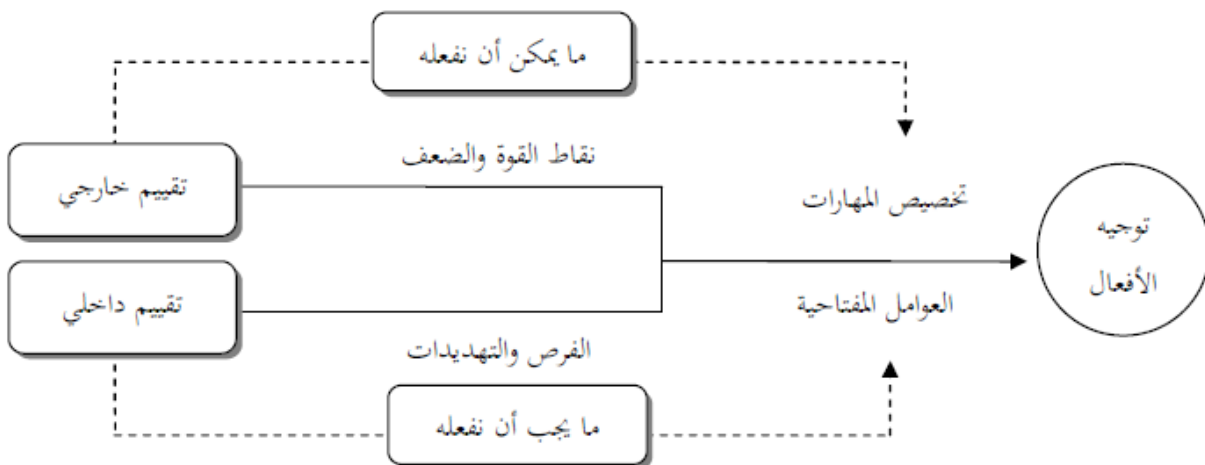 ما يمكن أن نفعله
نقاط القوة والضعف
تقييم خارجي
تخصيص المهارات
توجيه
الأفعال
تقييم داخلي
العوامل المفتاحية
الفرص والتهديدات
ما يجب أن نفعله